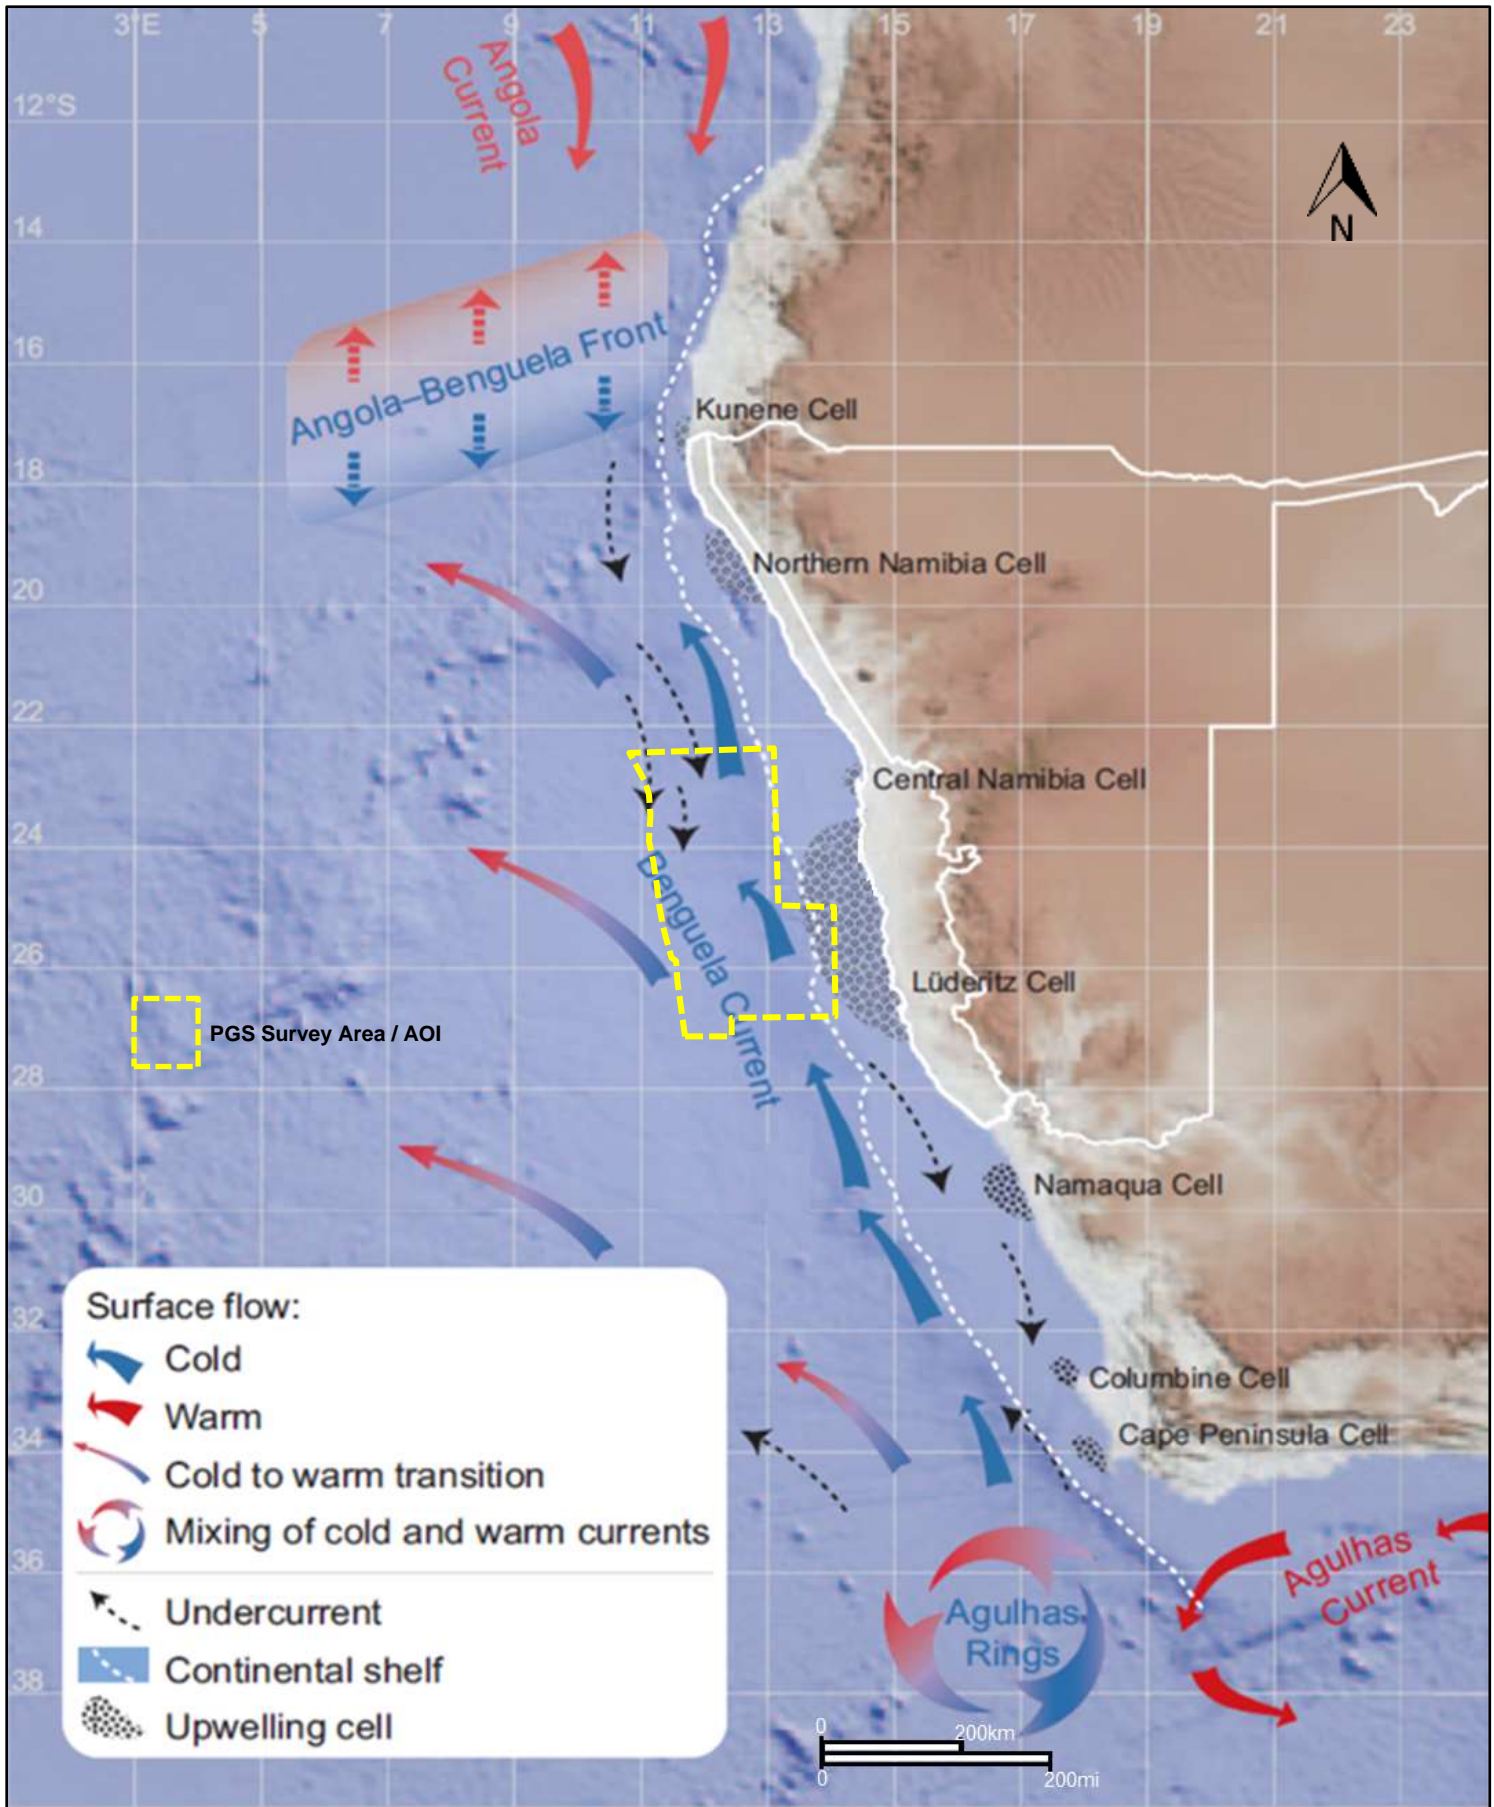 3°E 5 7 9 11 13 15 17 19 21 23
Angola
Current
12°S
N
14
16
Angola–Benguela Front
Kunene Cell
18
Northern Namibia Cell
20
22
Central Namibia Cell
24
Benguela Current
26
Lüderitz Cell
PGS Survey Area / AOI
28
Namaqua Cell
30
Surface flow:
Cold
Warm
Cold to warm transition
Mixing of cold and warm currents
Undercurrent
Continental shelf
Upwelling cell
32
Columbine Cell
34
Cape Peninsula Cell
36
Agulhas
Current
Agulhas
Rings
38
0 200km
0 200mi